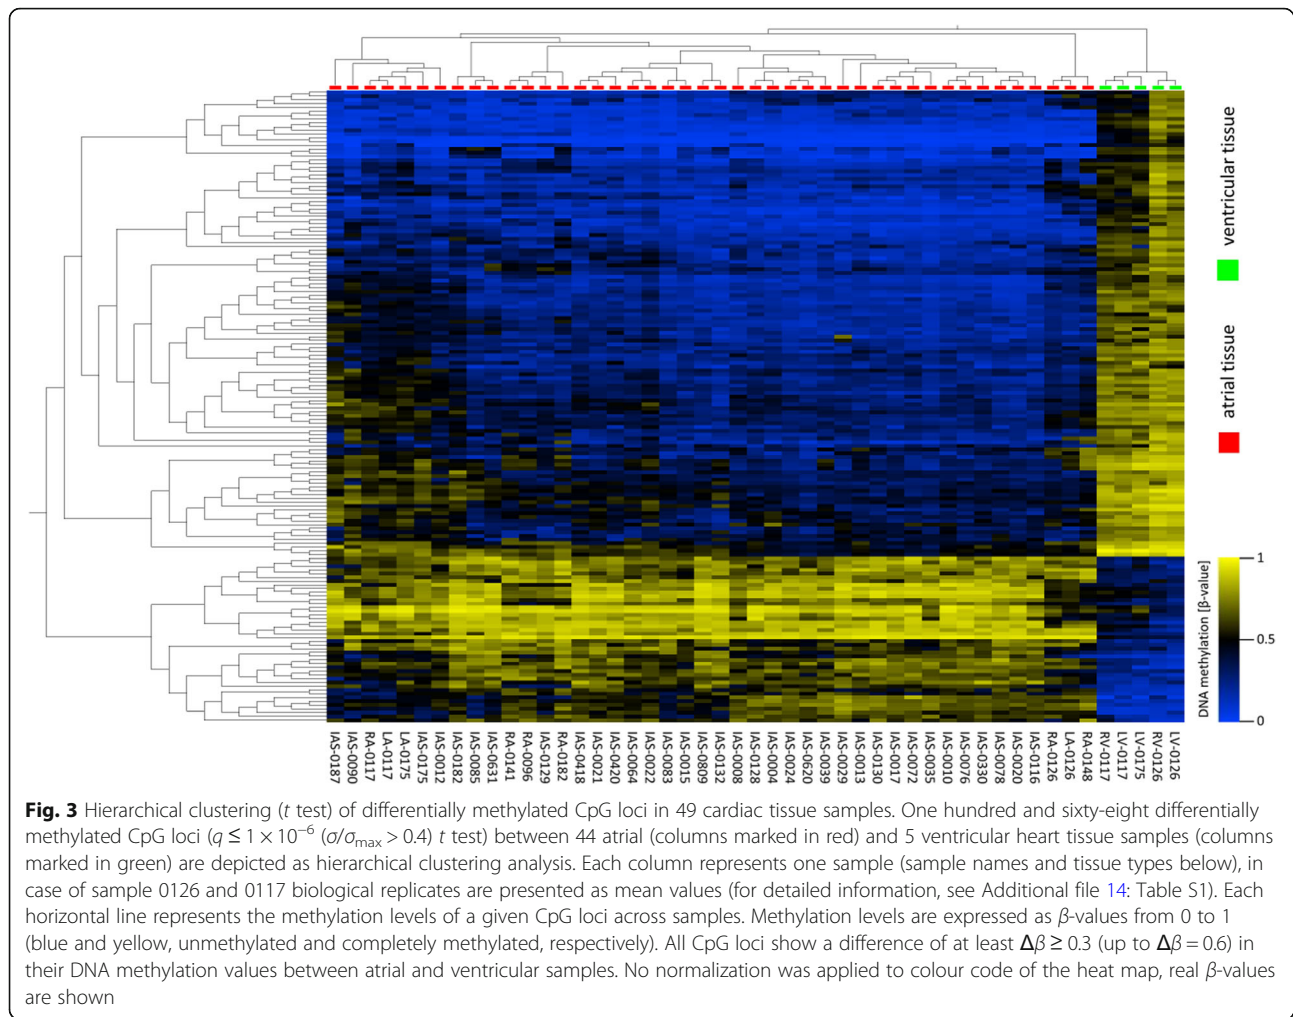 ventricular tissue
atrial tissue
DNA methylation [β-value]
1
0.5
0
IAS-0187
IAS-0090
RA-0117
LA-0117
LA-0175
IAS-0175
IAS-0012
IAS-0182
IAS-0085
IAS-0631
RA-0141
RA-0096
IAS-0129
RA-0182
IAS-0418
IAS-0021
IAS-0420
IAS-0064
IAS-0022
IAS-0083
IAS-0015
IAS-0809
IAS-0132
IAS-0008
IAS-0128
IAS-0004
IAS-0024
IAS-0620
IAS-0039
IAS-0029
IAS-0013
IAS-0130
IAS-0017
IAS-0072
IAS-0035
IAS-0010
IAS-0076
IAS-0330
IAS-0078
IAS-0020
IAS-0116
RA-0126
LA-0126
RA-0148
RV-0117
LV-0117
LV-0175
RV-0126
LV-0126
Fig. 3 Hierarchical clustering (t test) of differentially methylated CpG loci in 49 cardiac tissue samples. One hundred and sixty-eight differentially
methylated CpG loci (q ≤ 1 × 10⁻⁶ (σ/σmax > 0.4) t test) between 44 atrial (columns marked in red) and 5 ventricular heart tissue samples (columns
marked in green) are depicted as hierarchical clustering analysis. Each column represents one sample (sample names and tissue types below), in
case of sample 0126 and 0117 biological replicates are presented as mean values (for detailed information, see Additional file 14: Table S1). Each
horizontal line represents the methylation levels of a given CpG loci across samples. Methylation levels are expressed as β-values from 0 to 1
(blue and yellow, unmethylated and completely methylated, respectively). All CpG loci show a difference of at least Δβ ≥ 0.3 (up to Δβ = 0.6) in
their DNA methylation values between atrial and ventricular samples. No normalization was applied to colour code of the heat map, real β-values
are shown